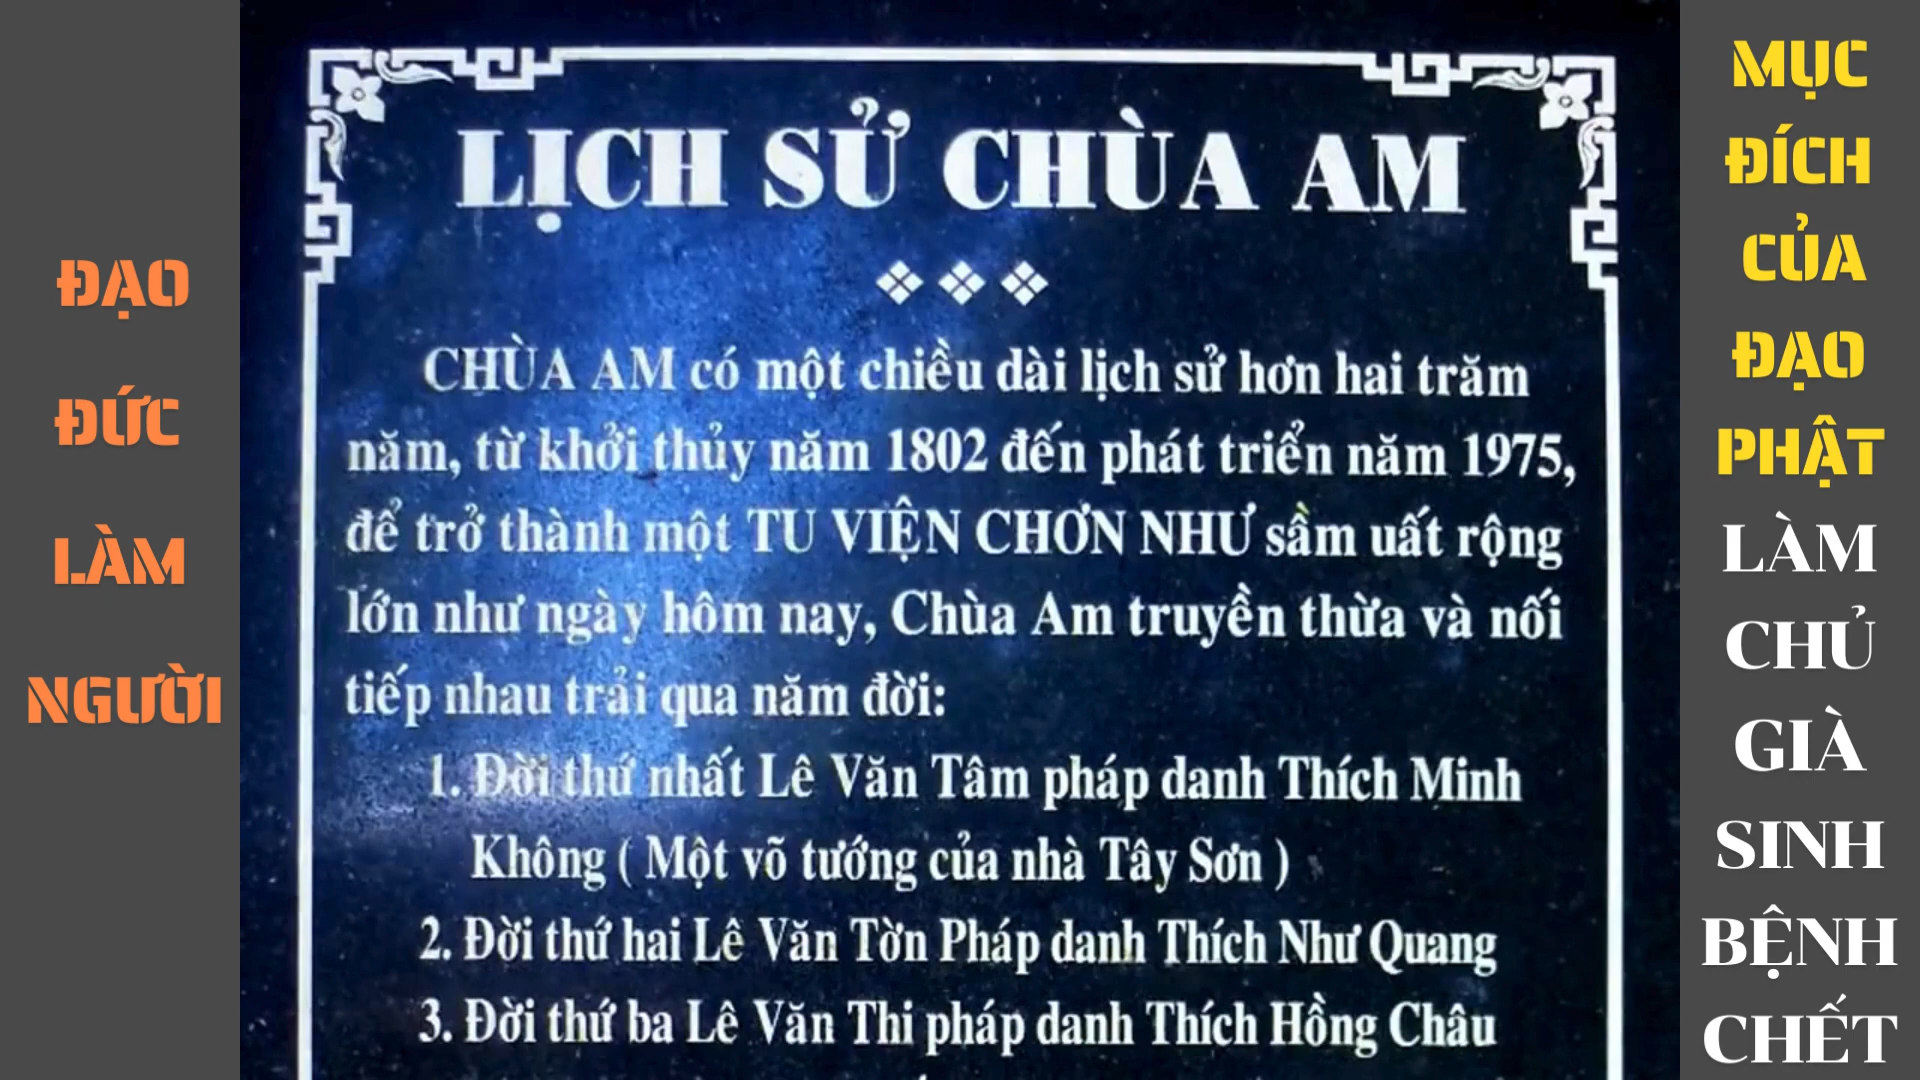 ĐẠO
ĐỨC
LÀM
NGƯỜI
LỊCH SỬ CHÙA AM
CHÙA AM có một chiều dài lịch sử hơn hai trăm
năm, từ khởi thủy năm 1802 đến phát triển năm 1975,
để trở thành một TU VIỆN CHƠN NHƯ sầm uất rộng
lớn như ngày hôm nay, Chùa Am truyền thừa và nối
tiếp nhau trải qua năm đời:
1. Đời thứ nhất Lê Văn Tâm pháp danh Thích Minh
Không ( Một võ tướng của nhà Tây Sơn )
2. Đời thứ hai Lê Văn Tờn Pháp danh Thích Như Quang
3. Đời thứ ba Lê Văn Thi pháp danh Thích Hồng Châu
MỤC
ĐÍCH
CỦA
ĐẠO
PHẬT
LÀM
CHỦ
GIÀ
SINH
BỆNH
CHẾT